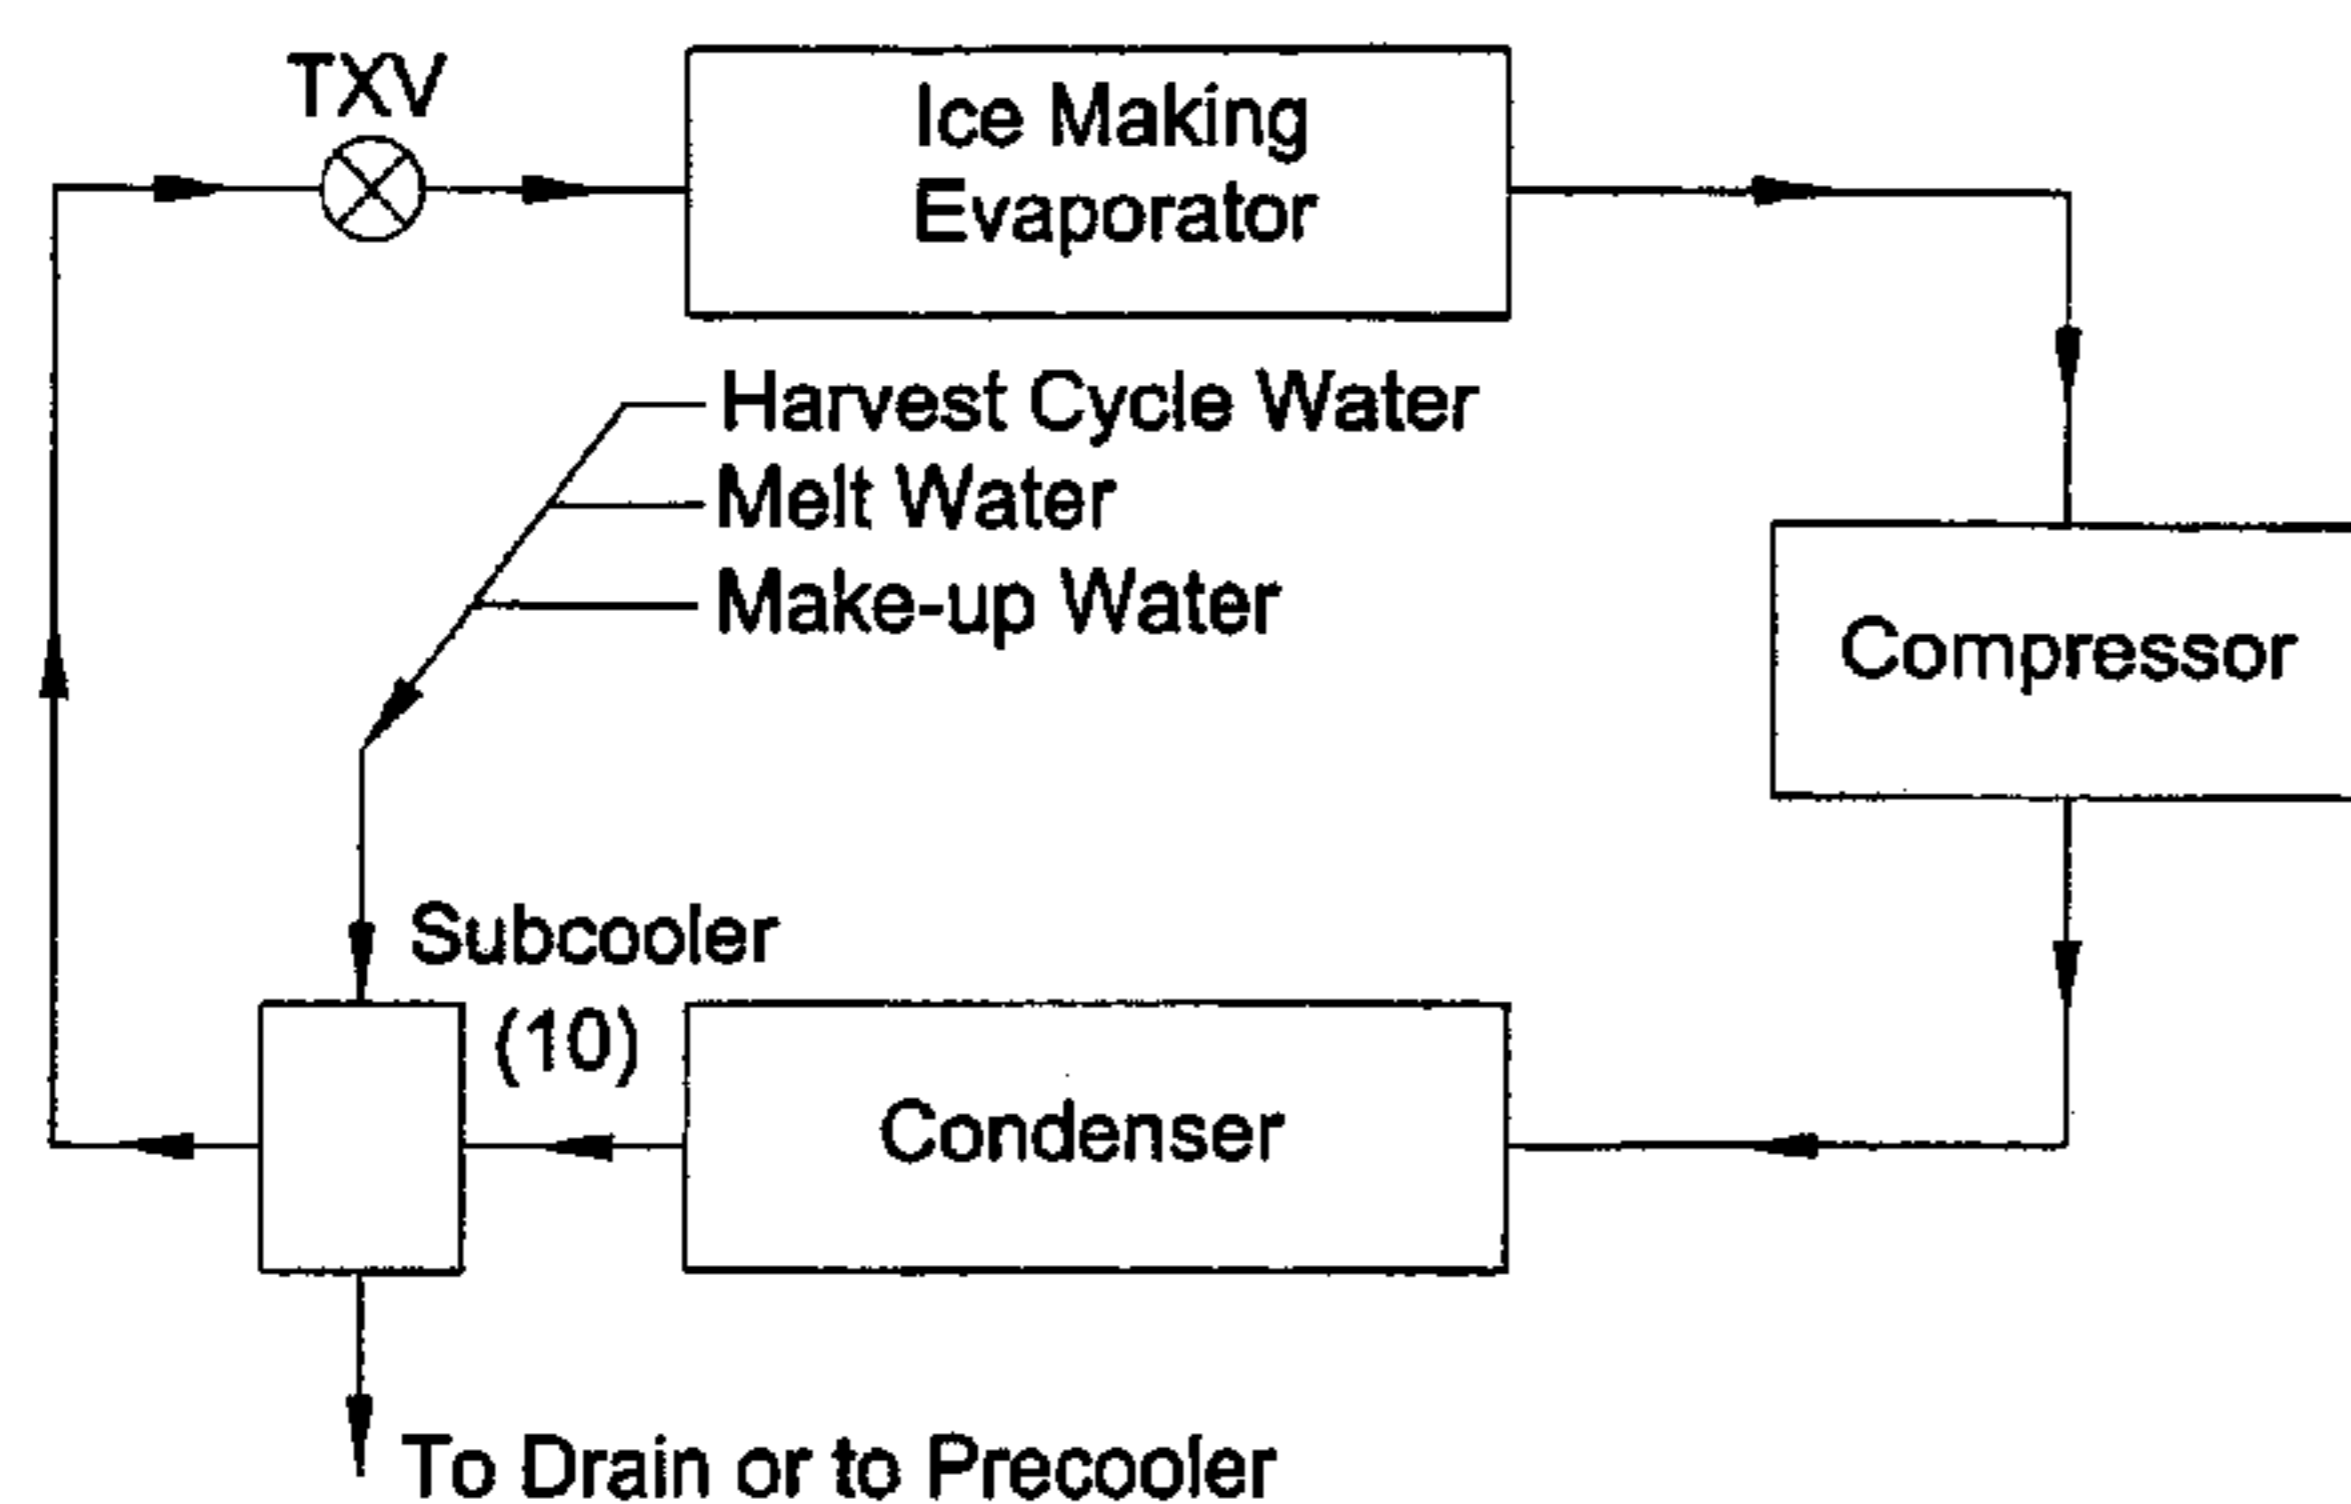 TXV
Ice Making
Evaporator
Harvest Cycle Water
Melt Water
Make-up Water
Compressor
Subcooler
(10)
Condenser
To Drain or to Precooler